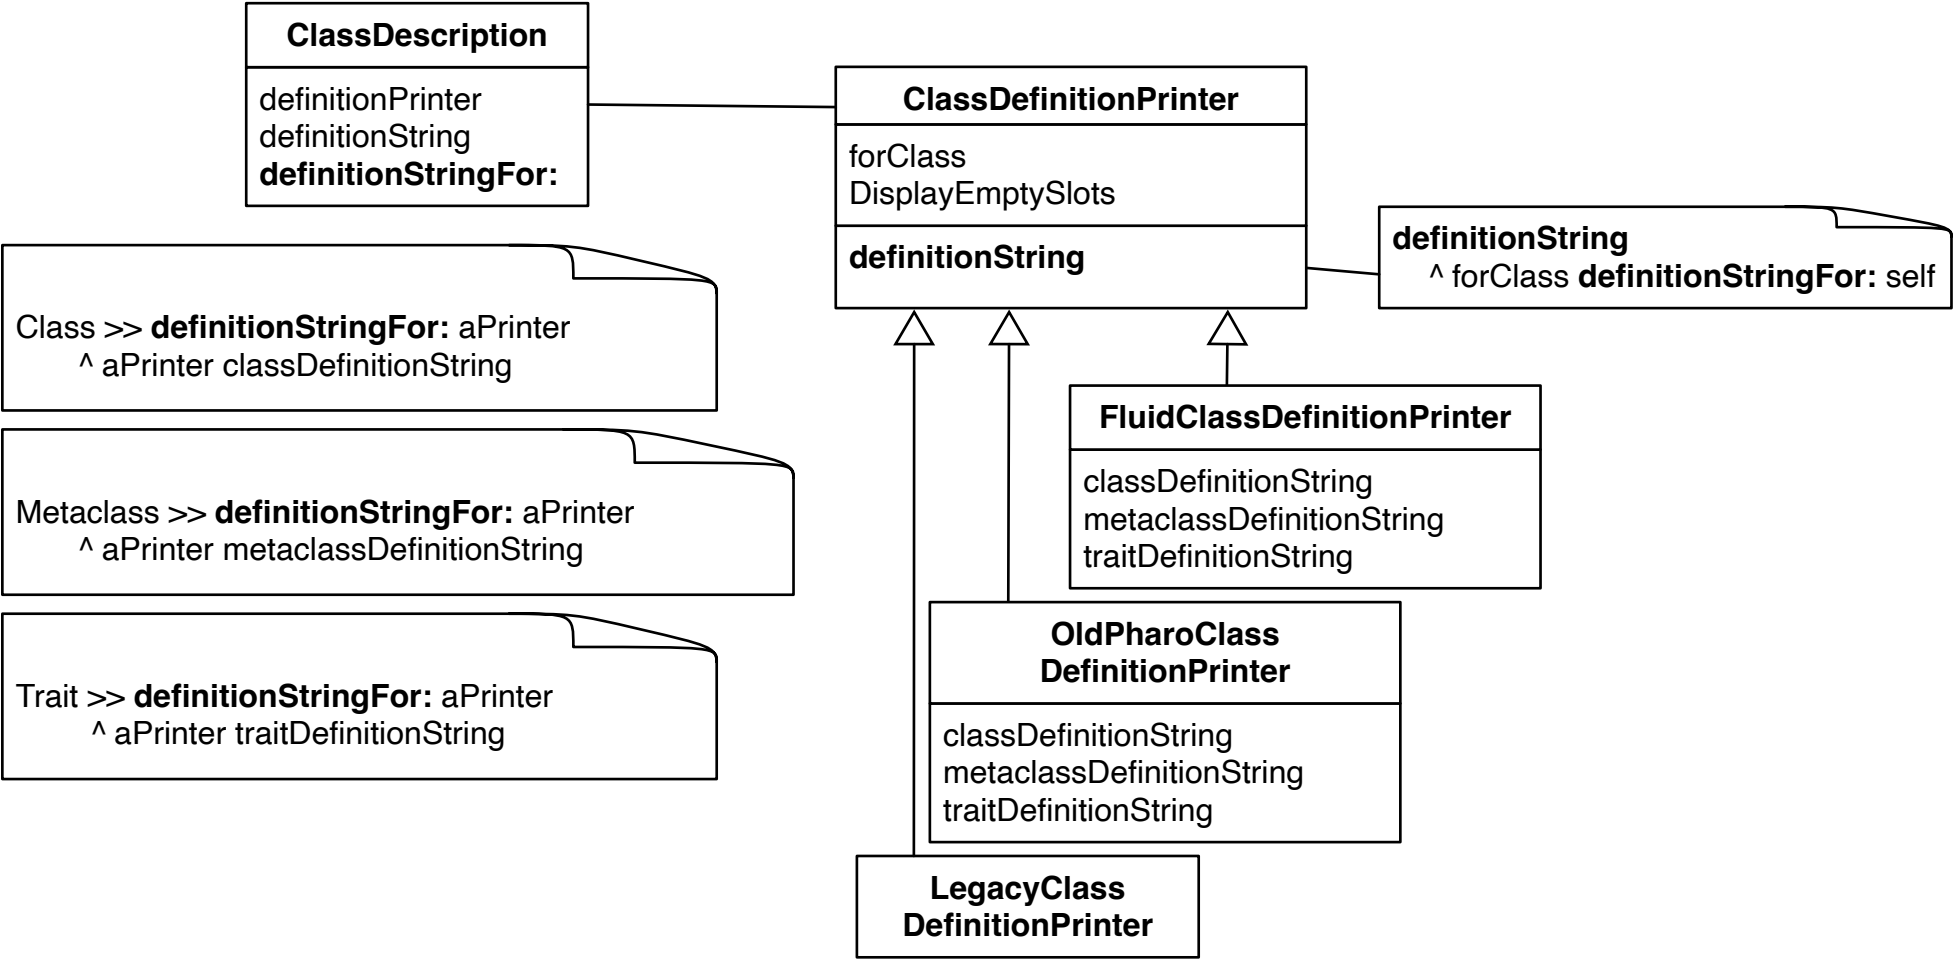 ClassDescription
definitionPrinter
definitionString
definitionStringFor:
ClassDefinitionPrinter
forClass
DisplayEmptySlots
definitionString
definitionString
^ forClass definitionStringFor: self
Class >> definitionStringFor: aPrinter
^ aPrinter classDefinitionString
Metaclass >> definitionStringFor: aPrinter
^ aPrinter metaclassDefinitionString
Trait >> definitionStringFor: aPrinter
^ aPrinter traitDefinitionString
FluidClassDefinitionPrinter
classDefinitionString
metaclassDefinitionString
traitDefinitionString
OldPharoClass
DefinitionPrinter
classDefinitionString
metaclassDefinitionString
traitDefinitionString
LegacyClass
DefinitionPrinter